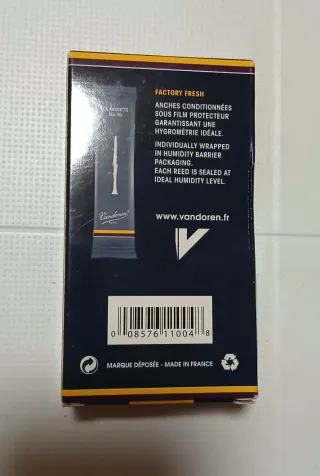 FACTORY FRESH
ANCHES CONDITIONNÉES
SOUS FILM PROTECTEUR
GARANTISSANT UNE
HYGROMÉTRIE IDÉALE.
INDIVIDUALLY WRAPPED
IN HUMIDITY BARRIER
PACKAGING.
EACH REED IS SEALED AT
IDEAL HUMIDITY LEVEL.
Vandoren
www.vandoren.fr
0 08576 11004 8
MARQUE DÉPOSÉE - MADE IN FRANCE